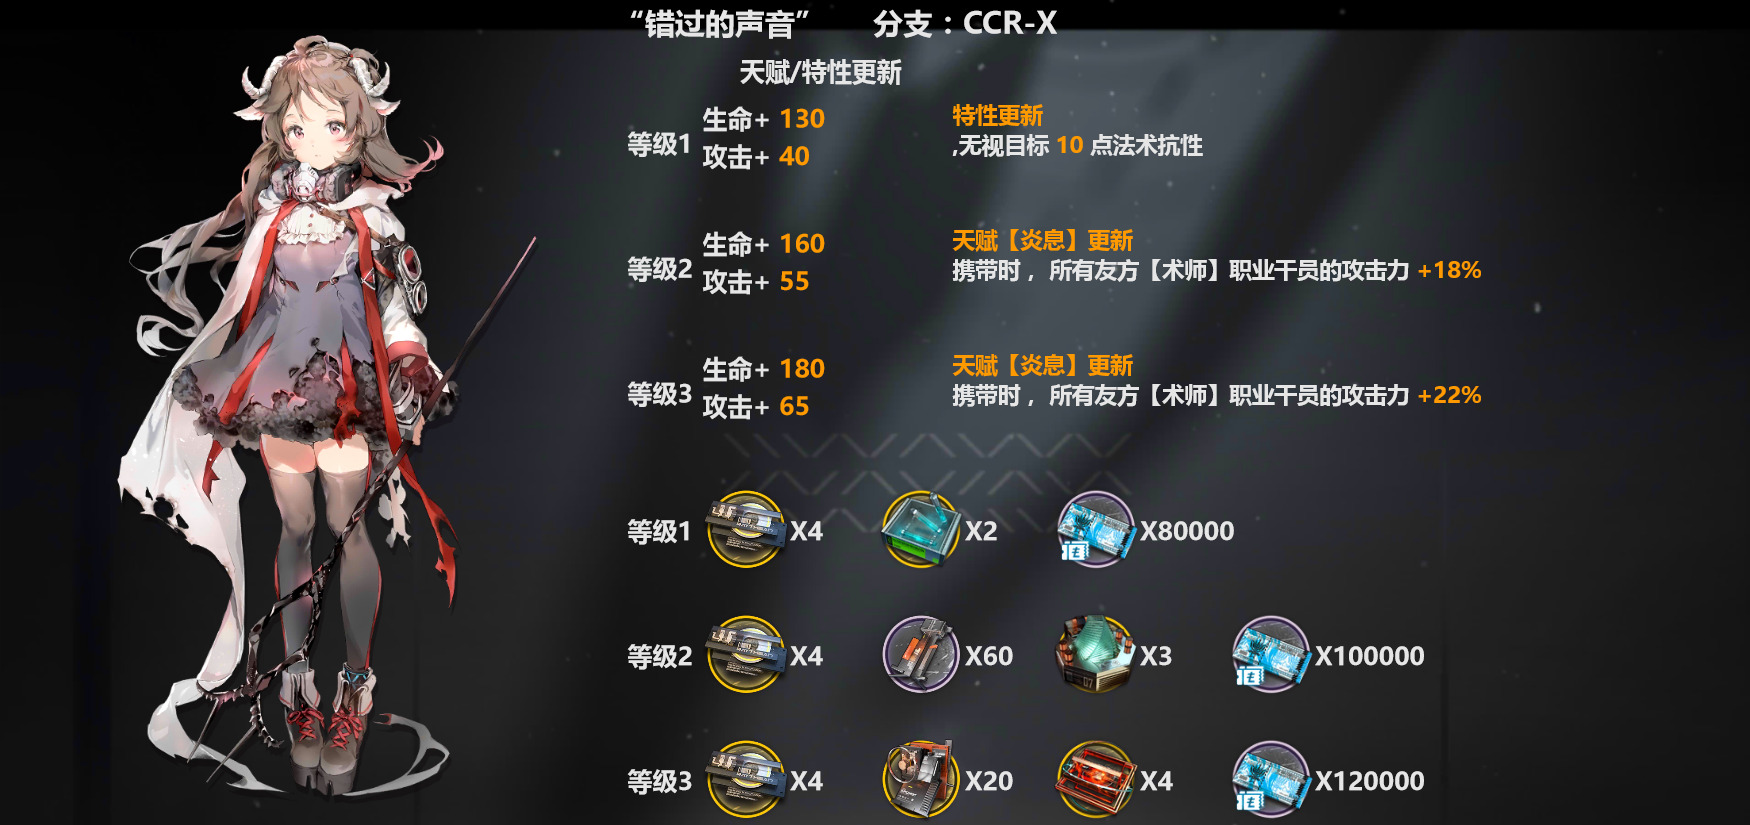 “错过的声音” 分支：CCR-X
天赋/特性更新
等级1
生命+ 130
攻击+ 40
特性更新
,无视目标 10 点法术抗性
等级2
生命+ 160
攻击+ 55
天赋【炎息】更新
携带时，所有友方【术师】职业干员的攻击力 +18%
等级3
生命+ 180
攻击+ 65
天赋【炎息】更新
携带时，所有友方【术师】职业干员的攻击力 +22%
等级1 X4 X2 X80000
等级2 X4 X60 X3 X100000
等级3 X4 X20 X4 X120000